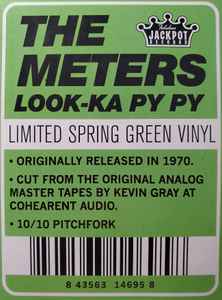 Fabulous
JACKPOT
RECORDS
THE
METERS
LOOK-KA PY PY
LIMITED SPRING GREEN VINYL
• ORIGINALLY RELEASED IN 1970.
• CUT FROM THE ORIGINAL ANALOG
MASTER TAPES BY KEVIN GRAY AT
COHEARENT AUDIO.
• 10/10 PITCHFORK
8 43563 14695 8